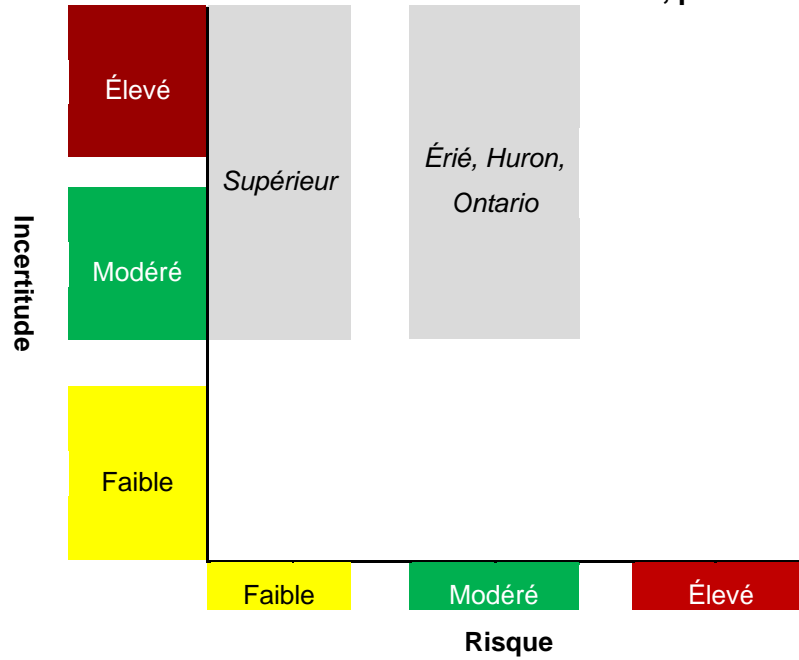 Élevé
Supérieur
Érié, Huron,
Ontario
Incertitude
Modéré
Faible
Faible
Modéré
Élevé
Risque